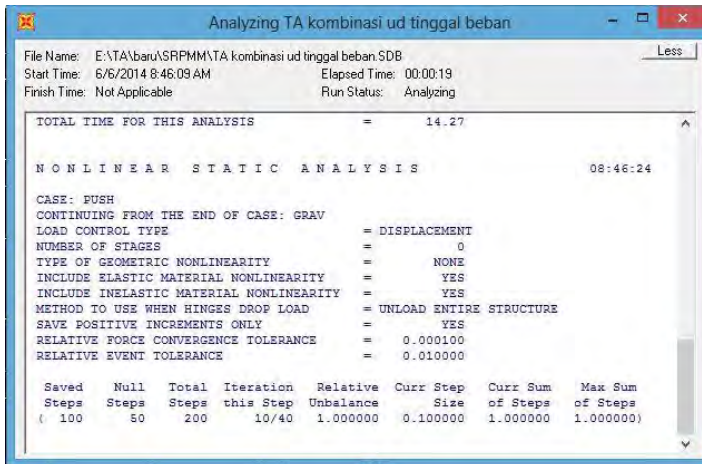 Analyzing TA kombinasi ud tinggal beban
File Name: E:\TA\baru\SRPMM\TA kombinasi ud tinggal beban.SDB
Less
Start Time: 6/6/2014 8:46:09 AM Elapsed Time: 00:00:19
Finish Time: Not Applicable Run Status: Analyzing
TOTAL TIME FOR THIS ANALYSIS = 14.27
N O N L I N E A R S T A T I C A N A L Y S I S 08:46:24
CASE: PUSH
CONTINUING FROM THE END OF CASE: GRAV
LOAD CONTROL TYPE = DISPLACEMENT
NUMBER OF STAGES = 0
TYPE OF GEOMETRIC NONLINEARITY = NONE
INCLUDE ELASTIC MATERIAL NONLINEARITY = YES
INCLUDE INELASTIC MATERIAL NONLINEARITY = YES
METHOD TO USE WHEN HINGES DROP LOAD = UNLOAD ENTIRE STRUCTURE
SAVE POSITIVE INCREMENTS ONLY = YES
RELATIVE FORCE CONVERGENCE TOLERANCE = 0.000100
RELATIVE EVENT TOLERANCE = 0.010000
Saved Null Total Iteration Relative Curr Step Curr Sum Max Sum
Steps Steps Steps this Step Unbalance Size of Steps of Steps
( 100 50 200 10/40 1.000000 0.100000 1.000000 1.000000)